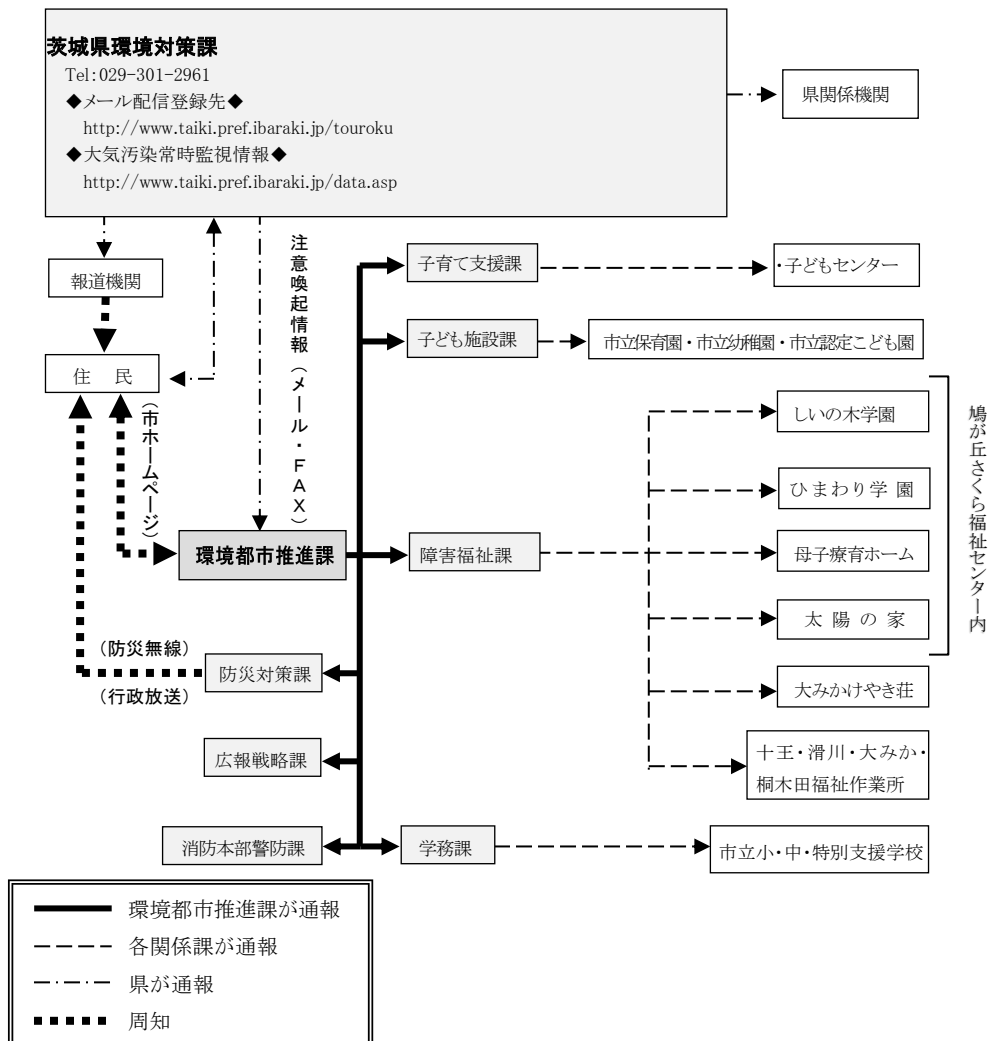 茨城県環境対策課
Tel:029-301-2961
◆メール配信登録先◆
http://www.taiki.pref.ibaraki.jp/touroku
◆大気汚染常時監視情報◆
http://www.taiki.pref.ibaraki.jp/data.asp
県関係機関
報道機関
住 民
(市ホームページ)
注意喚起情報(メール・FAX)
環境都市推進課
子育て支援課
・子どもセンター
子ども施設課
市立保育園・市立幼稚園・市立認定こども園
障害福祉課
しいの木学園
ひまわり学園
母子療育ホーム
太陽の家
鳩が丘さくら福祉センター内
大みかけやき荘
十王・滑川・大みか・
桐木田福祉作業所
(防災無線)
(行政放送)
防災対策課
広報戦略課
消防本部警防課
学務課
市立小・中・特別支援学校
環境都市推進課が通報
各関係課が通報
県が通報
周知